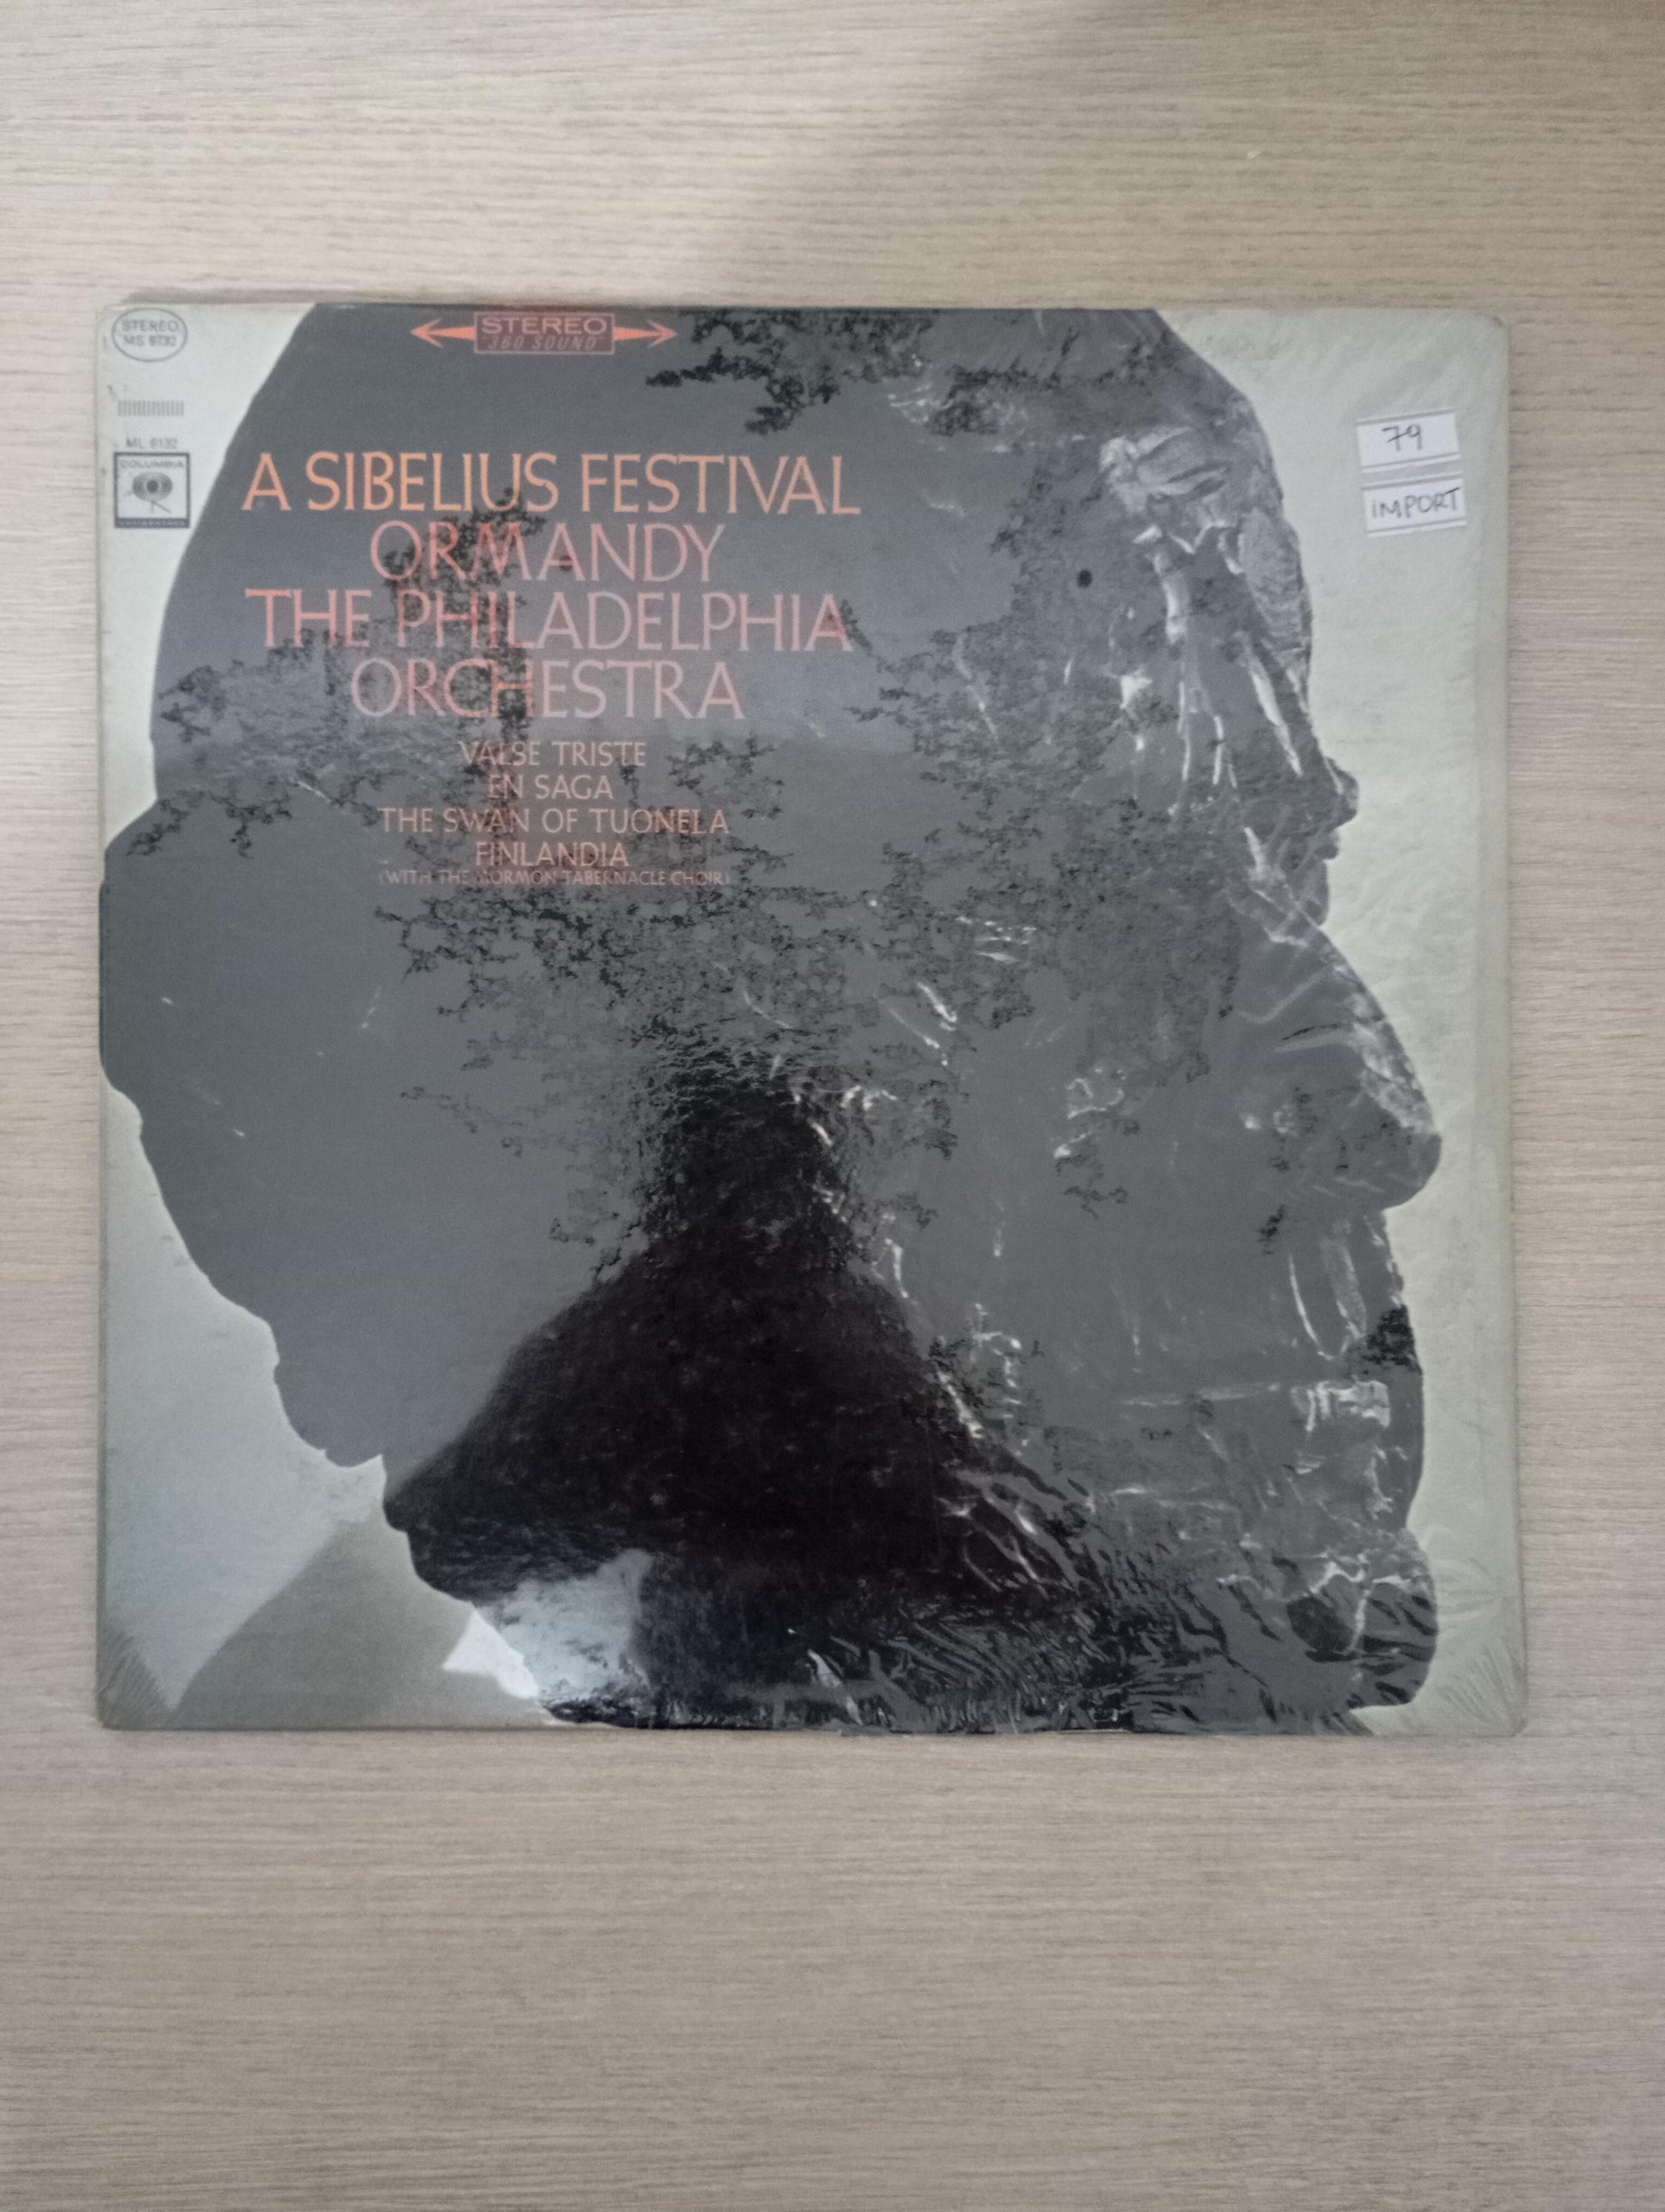 STEREO
MS 6732
ML 6132
COLUMBIA
STEREO
360 SOUND
79
IMPORT
A SIBELIUS FESTIVAL
ORMANDY
THE PHILADELPHIA
ORCHESTRA
VALSE TRISTE
EN SAGA
THE SWAN OF TUONELA
FINLANDIA
(WITH THE MORMON TABERNACLE CHOIR)